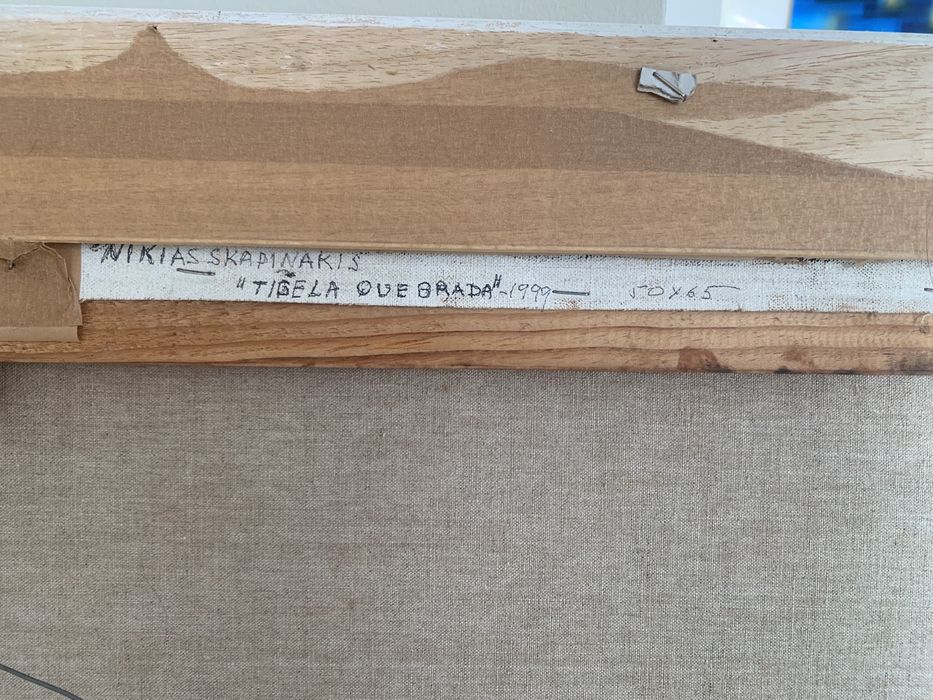 NIKIAS SKAPINAKIS
"TIGELA QUEBRADA" - 1999 — 50X65